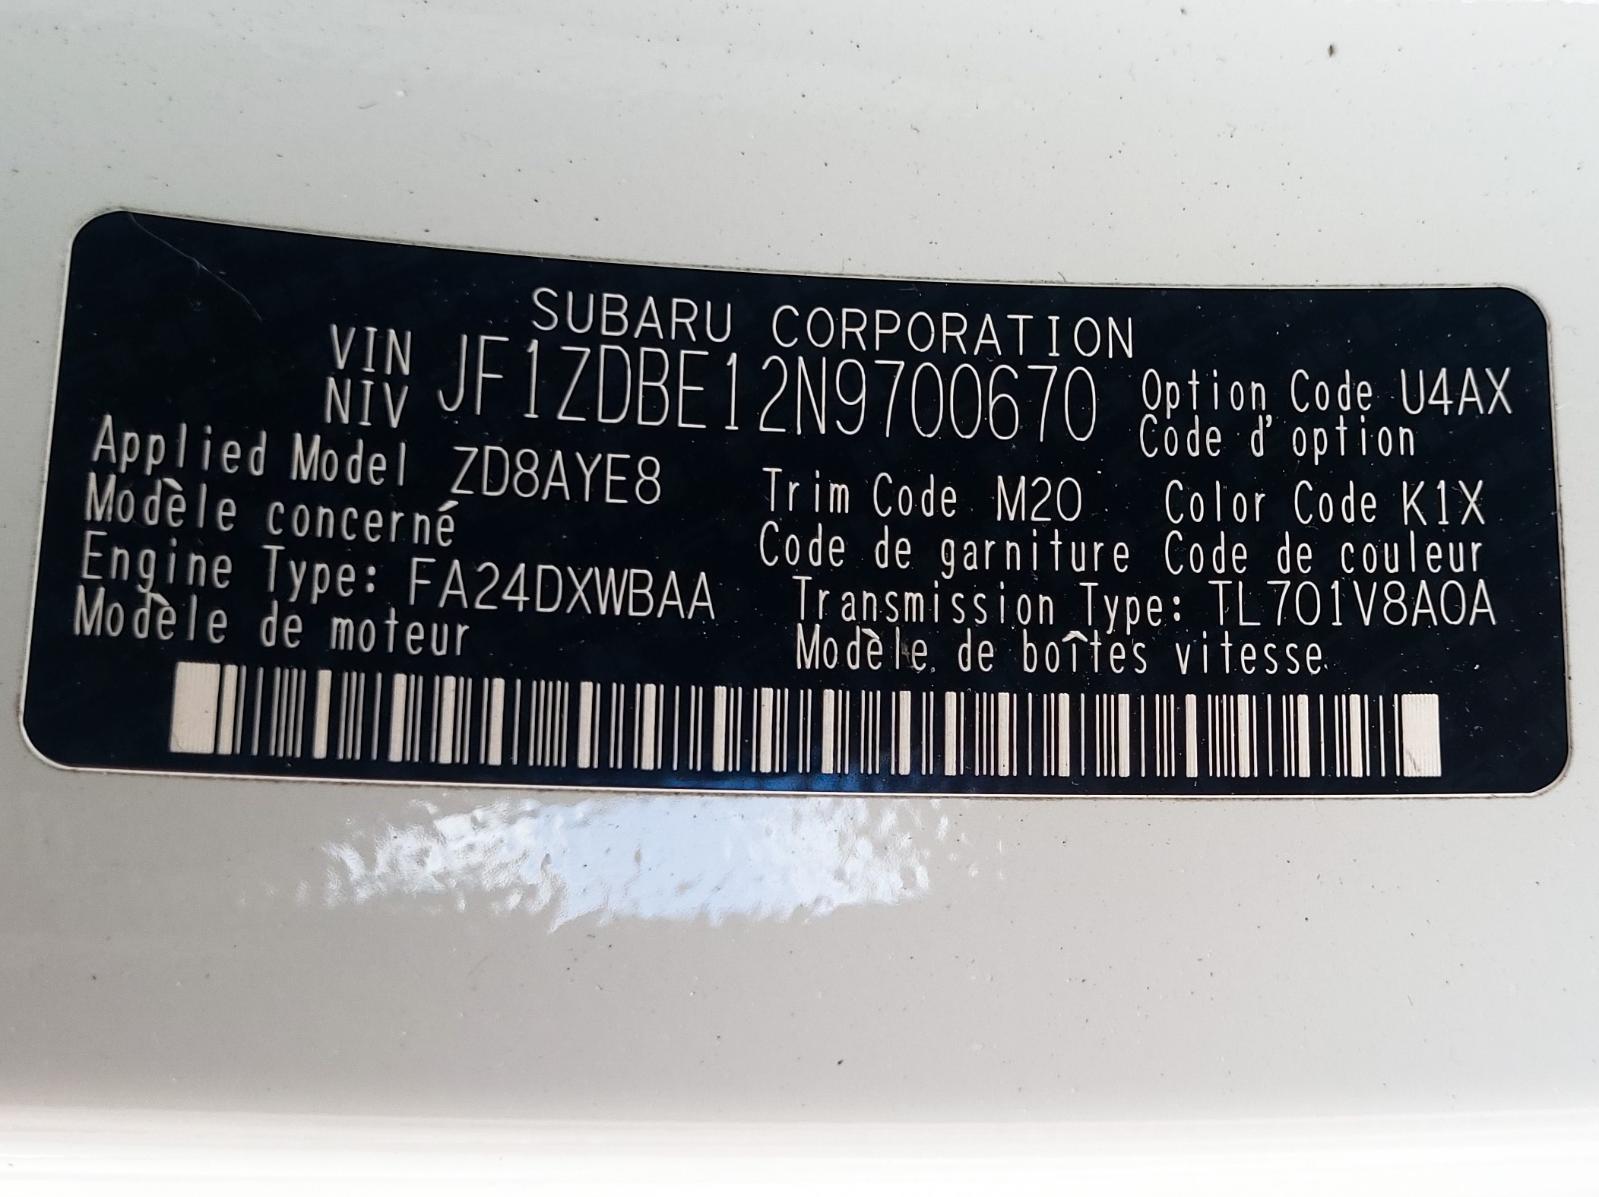 SUBARU CORPORATION
VIN JF1ZDBE12N9700670 Option Code U4AX
NIV Code d'option
Applied Model ZD8AYE8 Trim Code M20 Color Code K1X
Modèle concerné Code de garniture Code de couleur
Engine Type: FA24DXWBAA Transmission Type: TL701V8A0A
Modèle de moteur Modèle de boîtes vitesse